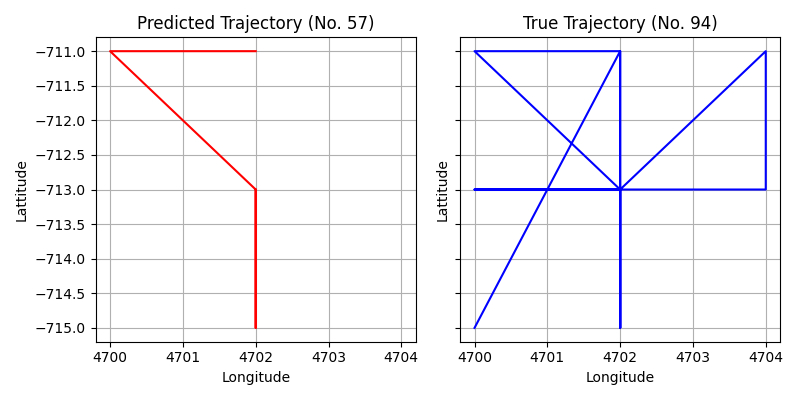 Predicted Trajectory (No. 57)
Lattitude
−711.0
−711.5
−712.0
−712.5
−713.0
−713.5
−714.0
−714.5
−715.0
4700 4701 4702 4703 4704
Longitude
True Trajectory (No. 94)
Lattitude
4700 4701 4702 4703 4704
Longitude